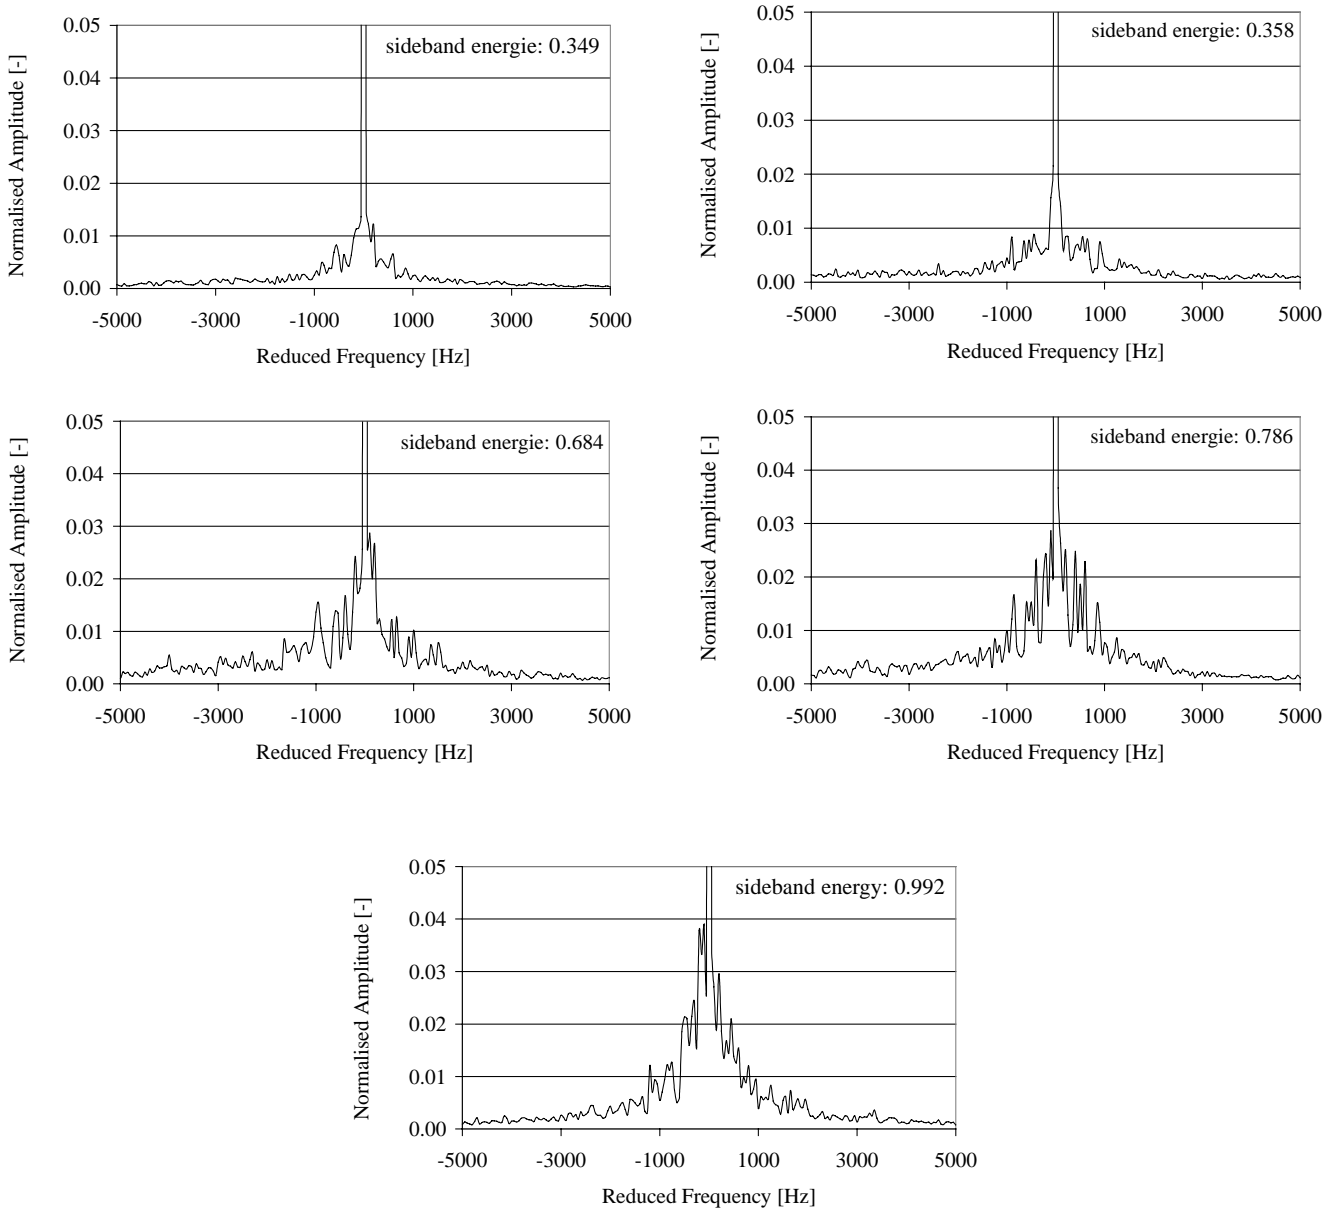 sideband energie: 0.349
0.05
0.04
0.03
0.02
0.01
0.00
Normalised Amplitude [-]
-5000 -3000 -1000 1000 3000 5000
Reduced Frequency [Hz]
sideband energie: 0.358
0.05
0.04
0.03
0.02
0.01
0.00
Normalised Amplitude [-]
-5000 -3000 -1000 1000 3000 5000
Reduced Frequency [Hz]
sideband energie: 0.684
0.05
0.04
0.03
0.02
0.01
0.00
Normalised Amplitude [-]
-5000 -3000 -1000 1000 3000 5000
Reduced Frequency [Hz]
sideband energie: 0.786
0.05
0.04
0.03
0.02
0.01
0.00
Normalised Amplitude [-]
-5000 -3000 -1000 1000 3000 5000
Reduced Frequency [Hz]
sideband energy: 0.992
0.05
0.04
0.03
0.02
0.01
0.00
Normalised Amplitude [-]
-5000 -3000 -1000 1000 3000 5000
Reduced Frequency [Hz]